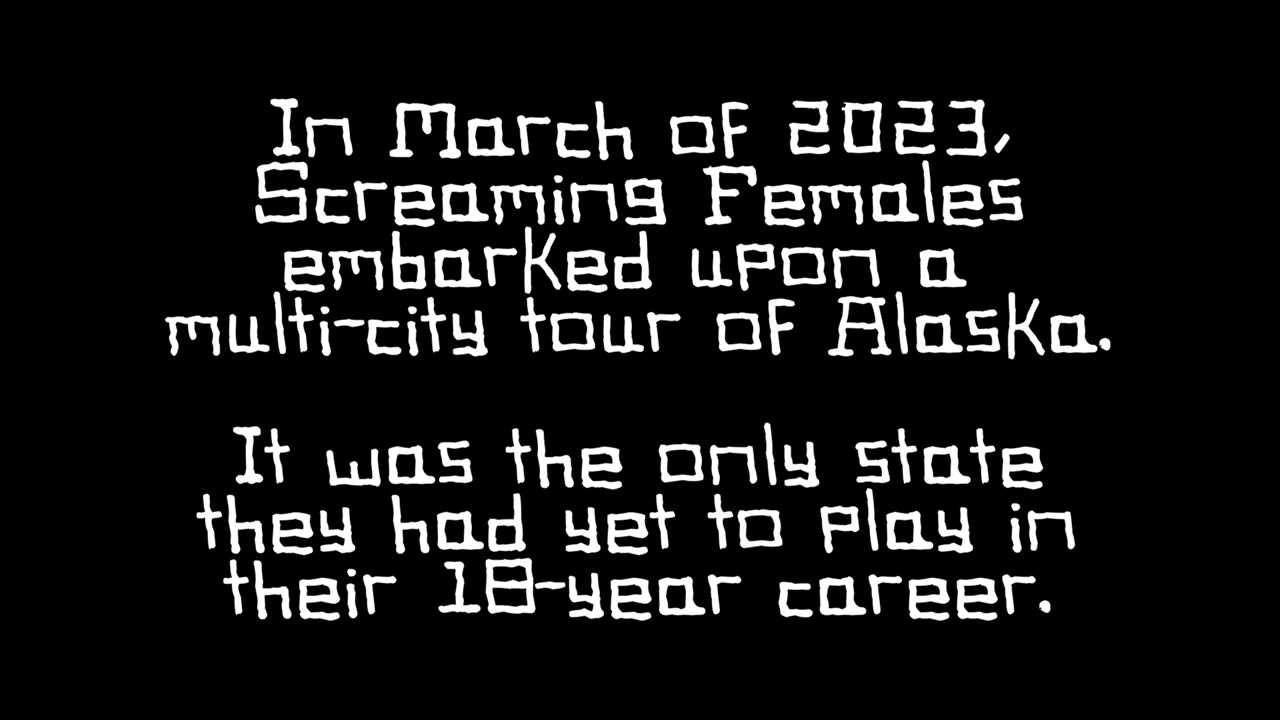 In March of 2023,
Screaming Females
embarked upon a
multi-city tour of Alaska.
It was the only state
they had yet to play in
their 18-year career.